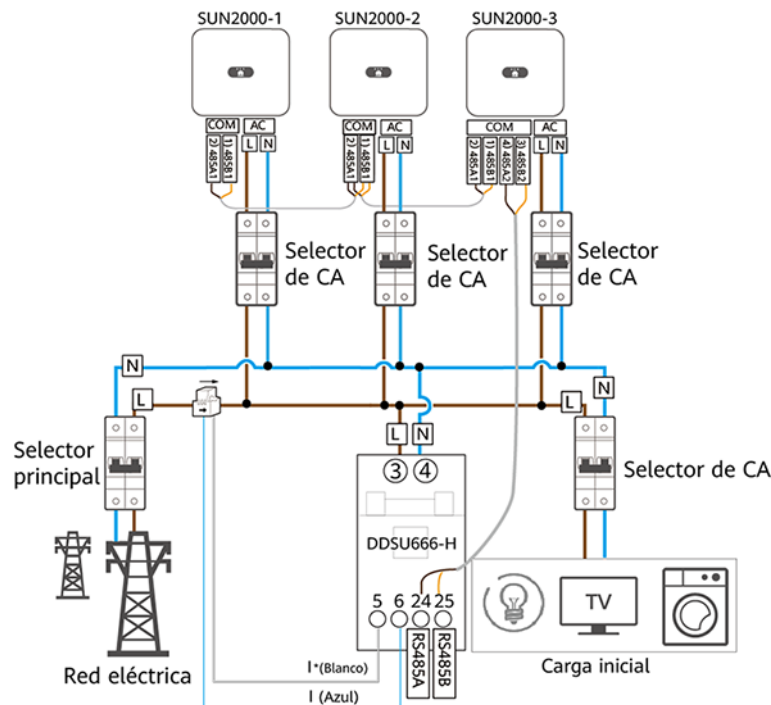 SUN2000-1
SUN2000-2
SUN2000-3
COM
AC
COM
AC
COM
AC
2) 485A1
1) 485B1
L
N
2) 485A1
1) 485B1
L
N
2) 485A1
1) 485B1
4) 485A2
3) 485B2
L
N
Selector
de CA
Selector
de CA
Selector
de CA
N
L
L
N
Selector
principal
L
N
3
4
Selector de CA
DDSU666-H
5
6
24
25
RS485A
RS485B
TV
Red eléctrica
Carga inicial
I*(Blanco)
I (Azul)